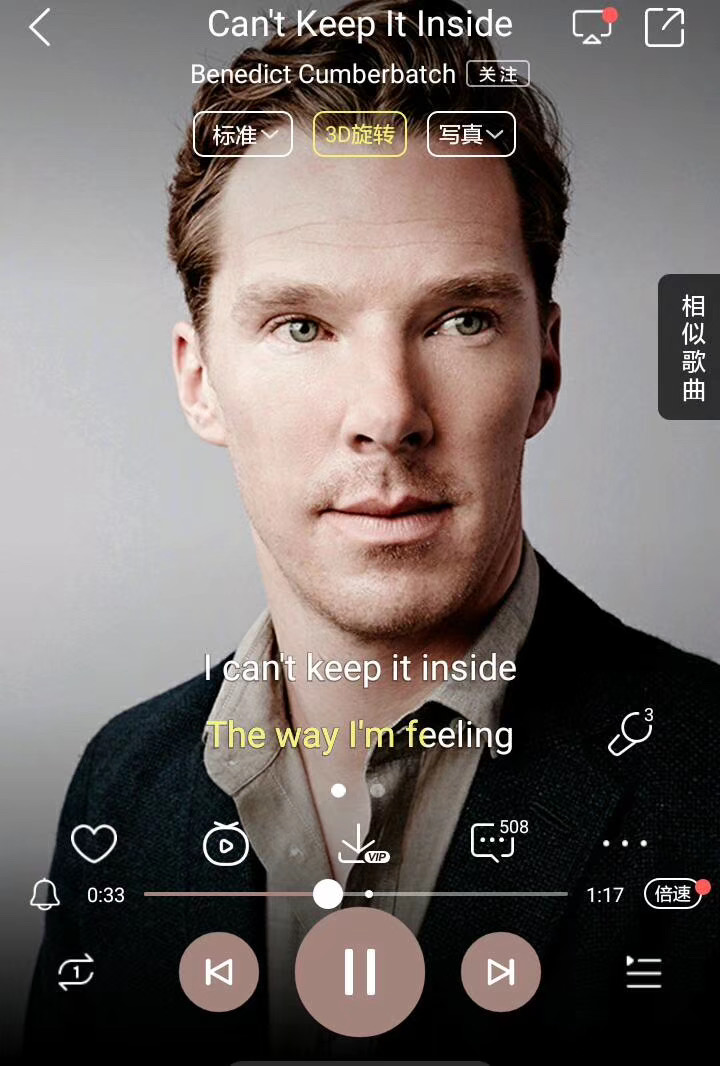 Can't Keep It Inside
Benedict Cumberbatch 关注
标准 3D旋转 写真
相似歌曲
I can't keep it inside
The way I'm feeling
3
508
VIP
0:33 1:17 倍速
1